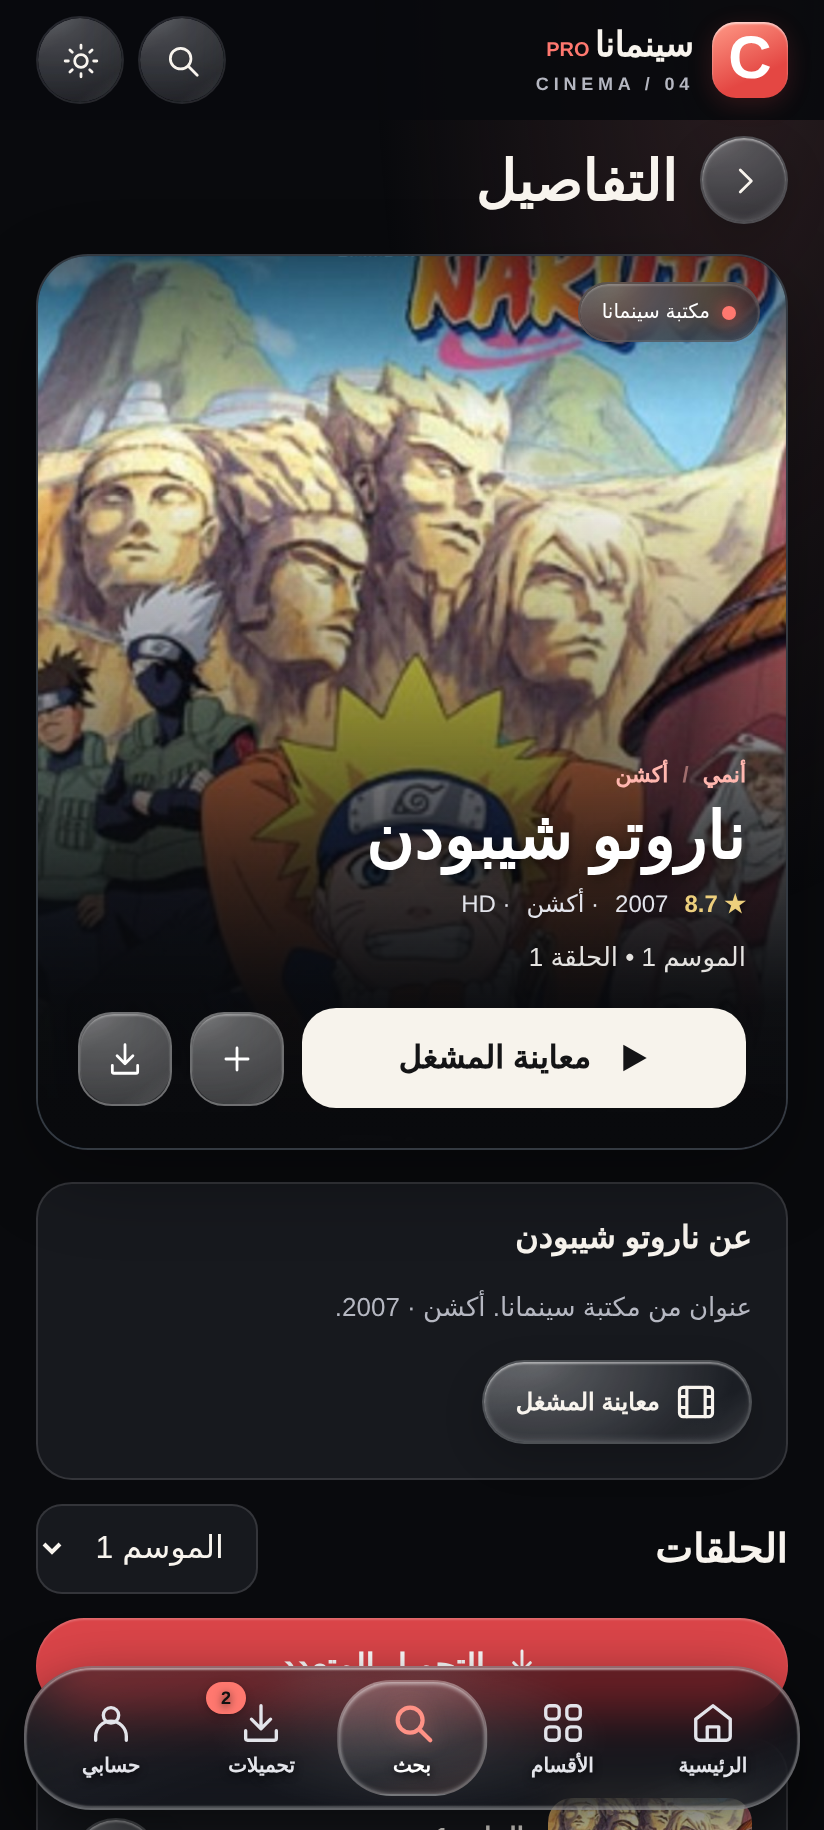 C
سينمانا PRO
CINEMA / 04
التفاصيل
NARUTO
مكتبة سينمانا
أنمي / أكشن
ناروتو شيبودن
★ 8.7 2007 · أكشن · HD
الموسم 1 • الحلقة 1
معاينة المشغل
عن ناروتو شيبودن
عنوان من مكتبة سينمانا. أكشن · 2007.
معاينة المشغل
الحلقات
الموسم 1
التحميل المتعدد
2
الرئيسية
الأقسام
بحث
تحميلات
حسابي